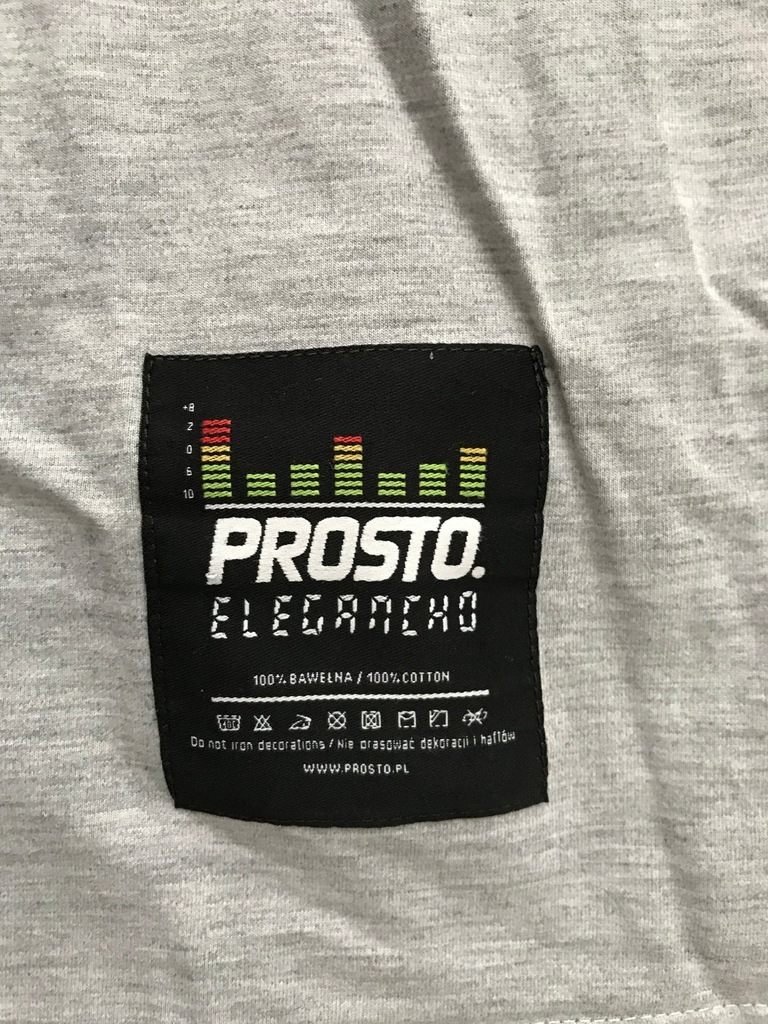 +8
2
0
6
10
PROSTO.
ELEGANCHO
100% BAWEŁNA / 100% COTTON
Do not iron decorations / Nie prasować dekoracji i haftów
WWW.PROSTO.PL